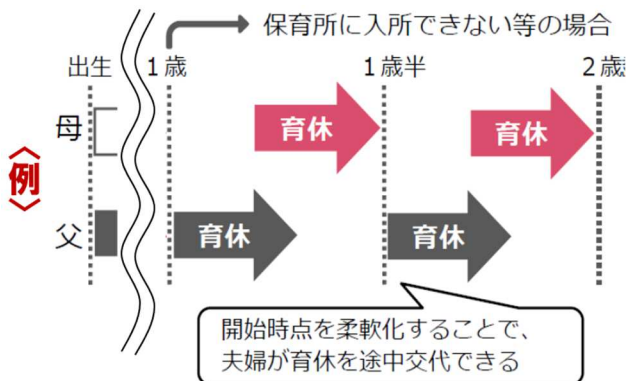 保育所に入所できない等の場合
出生
1歳
1歳半
2歳
〈例〉
母
育休
育休
父
育休
育休
開始時点を柔軟化することで、
夫婦が育休を途中交代できる